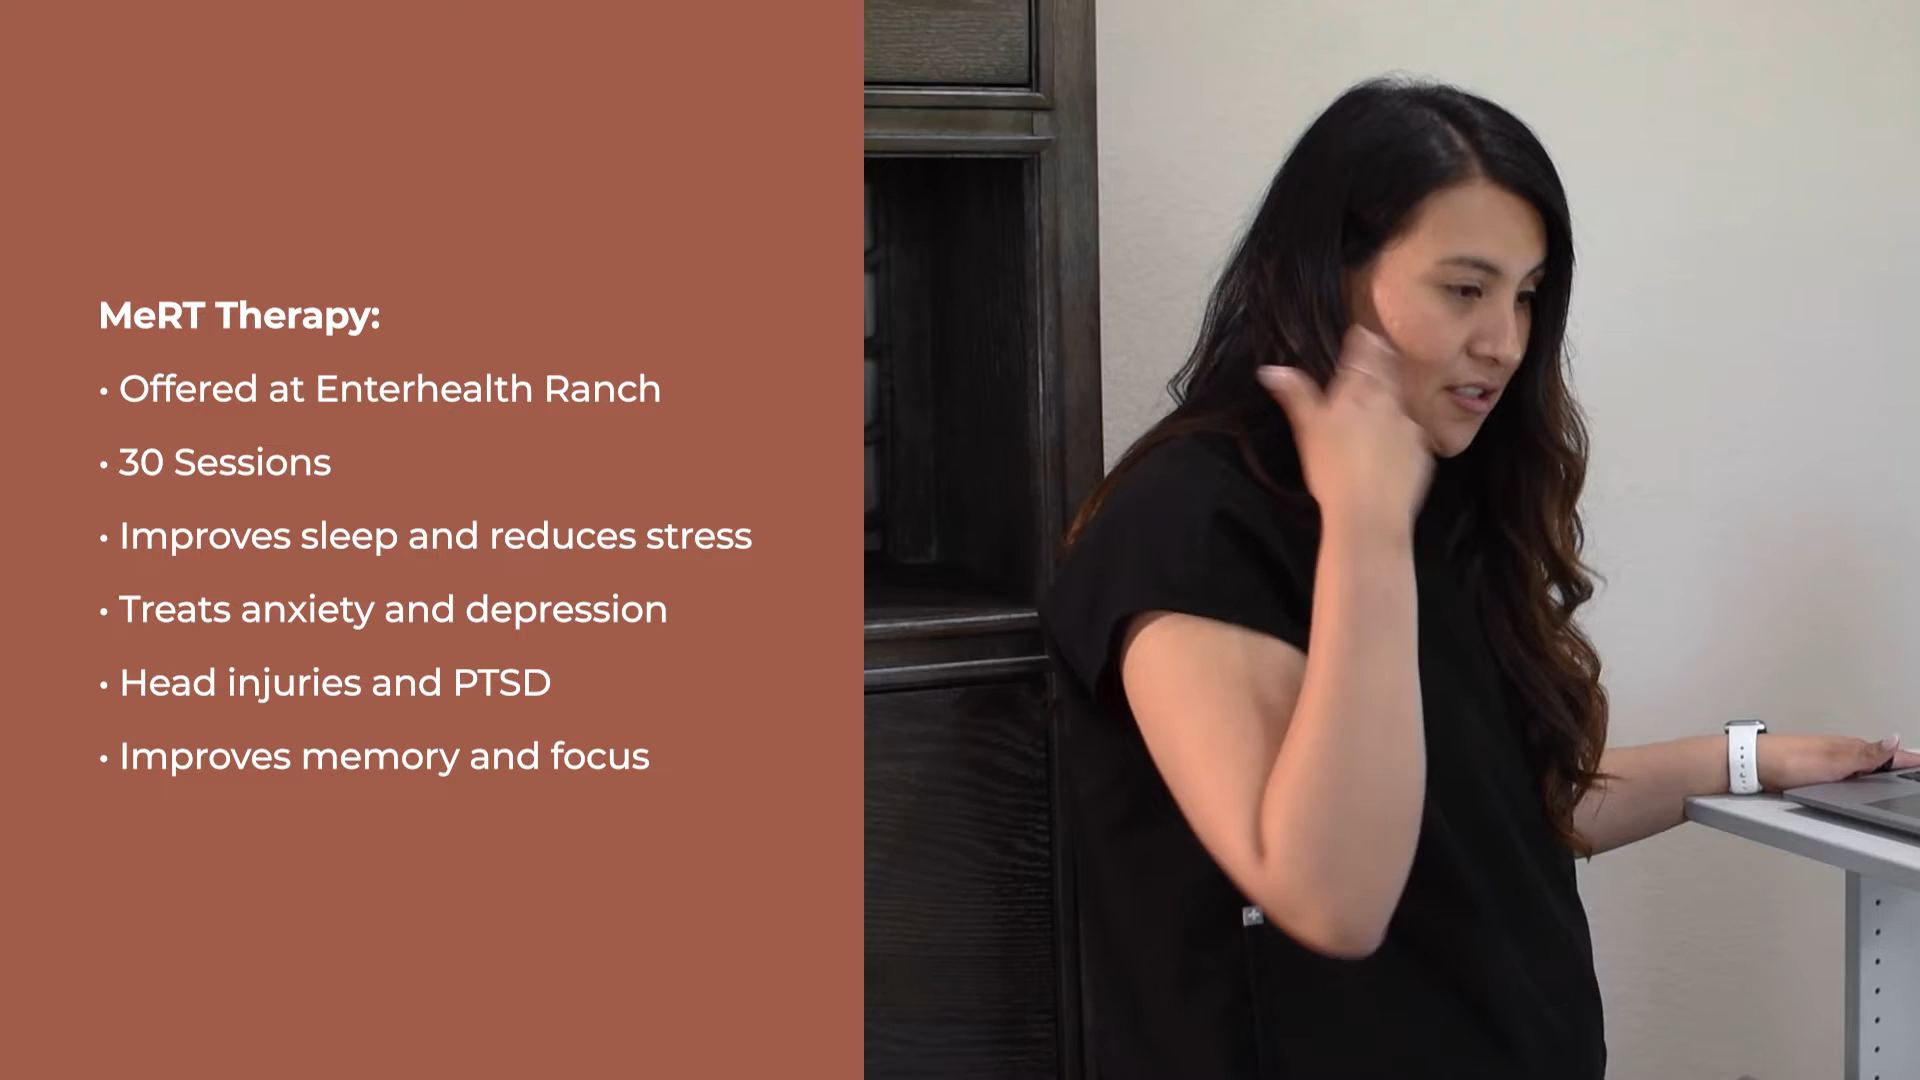 MeRT Therapy:
• Offered at Enterhealth Ranch
• 30 Sessions
• Improves sleep and reduces stress
• Treats anxiety and depression
• Head injuries and PTSD
• Improves memory and focus